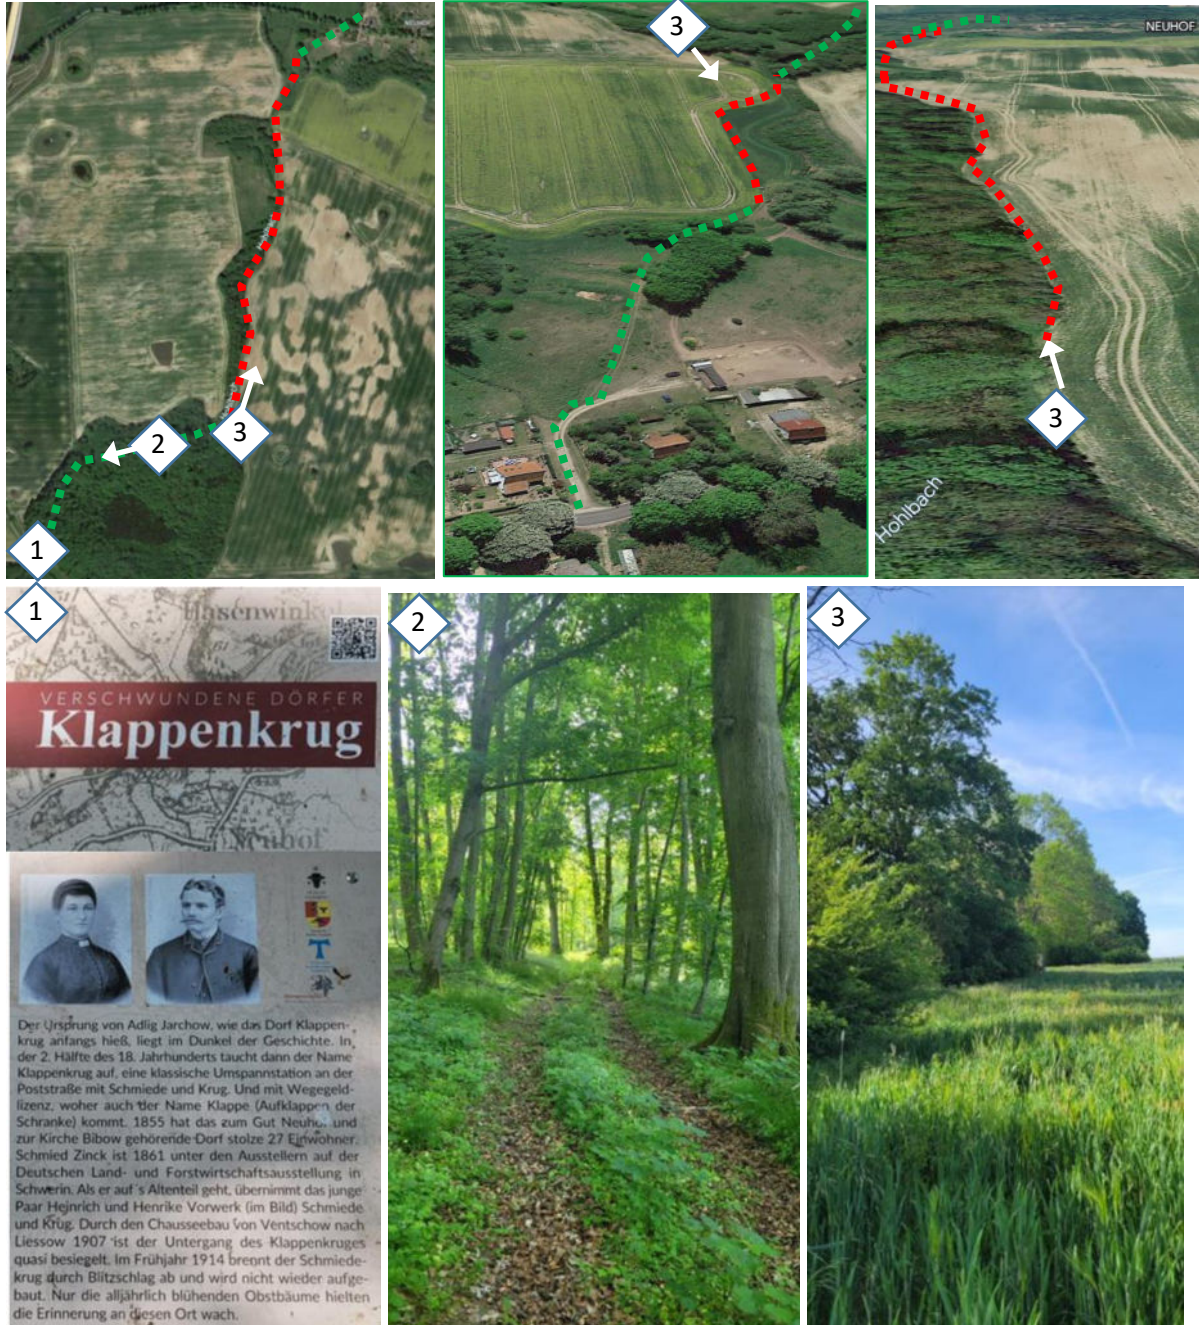 NEUHOF
3
NEUHOF
3
2
3
3
Hohlbach
1
1
2
3
Hasenwinkel
VERSCHWUNDENE DÖRFER
Klappenkrug
Neuhof
Der Ursprung von Adlig Jarchow, wie das Dorf Klappen-
krug anfangs hieß, liegt im Dunkel der Geschichte. In
der 2. Hälfte des 18. Jahrhunderts taucht dann der Name
Klappenkrug auf, eine klassische Umspannstation an der
Poststraße mit Schmiede und Krug. Und mit Wegegeld-
lizenz, woher auch der Name Klappe (Aufklappen der
Schranke) kommt. 1855 hat das zum Gut Neuhof und
zur Kirche Bibow gehörende Dorf stolze 27 Einwohner.
Schmied Zinck ist 1861 unter den Ausstellern auf der
Deutschen Land- und Forstwirtschaftsausstellung in
Schwerin. Als er auf´s Altenteil geht, übernimmt das junge
Paar Heinrich und Henrike Vorwerk (im Bild) Schmiede
und Krug. Durch den Chausseebau von Ventschow nach
Liessow 1907 ist der Untergang des Klappenkruges
quasi besiegelt. Im Frühjahr 1914 brennt der Schmiede-
krug durch Blitzschlag ab und wird nicht wieder aufge-
baut. Nur die alljährlich blühenden Obstbäume hielten
die Erinnerung an diesen Ort wach.